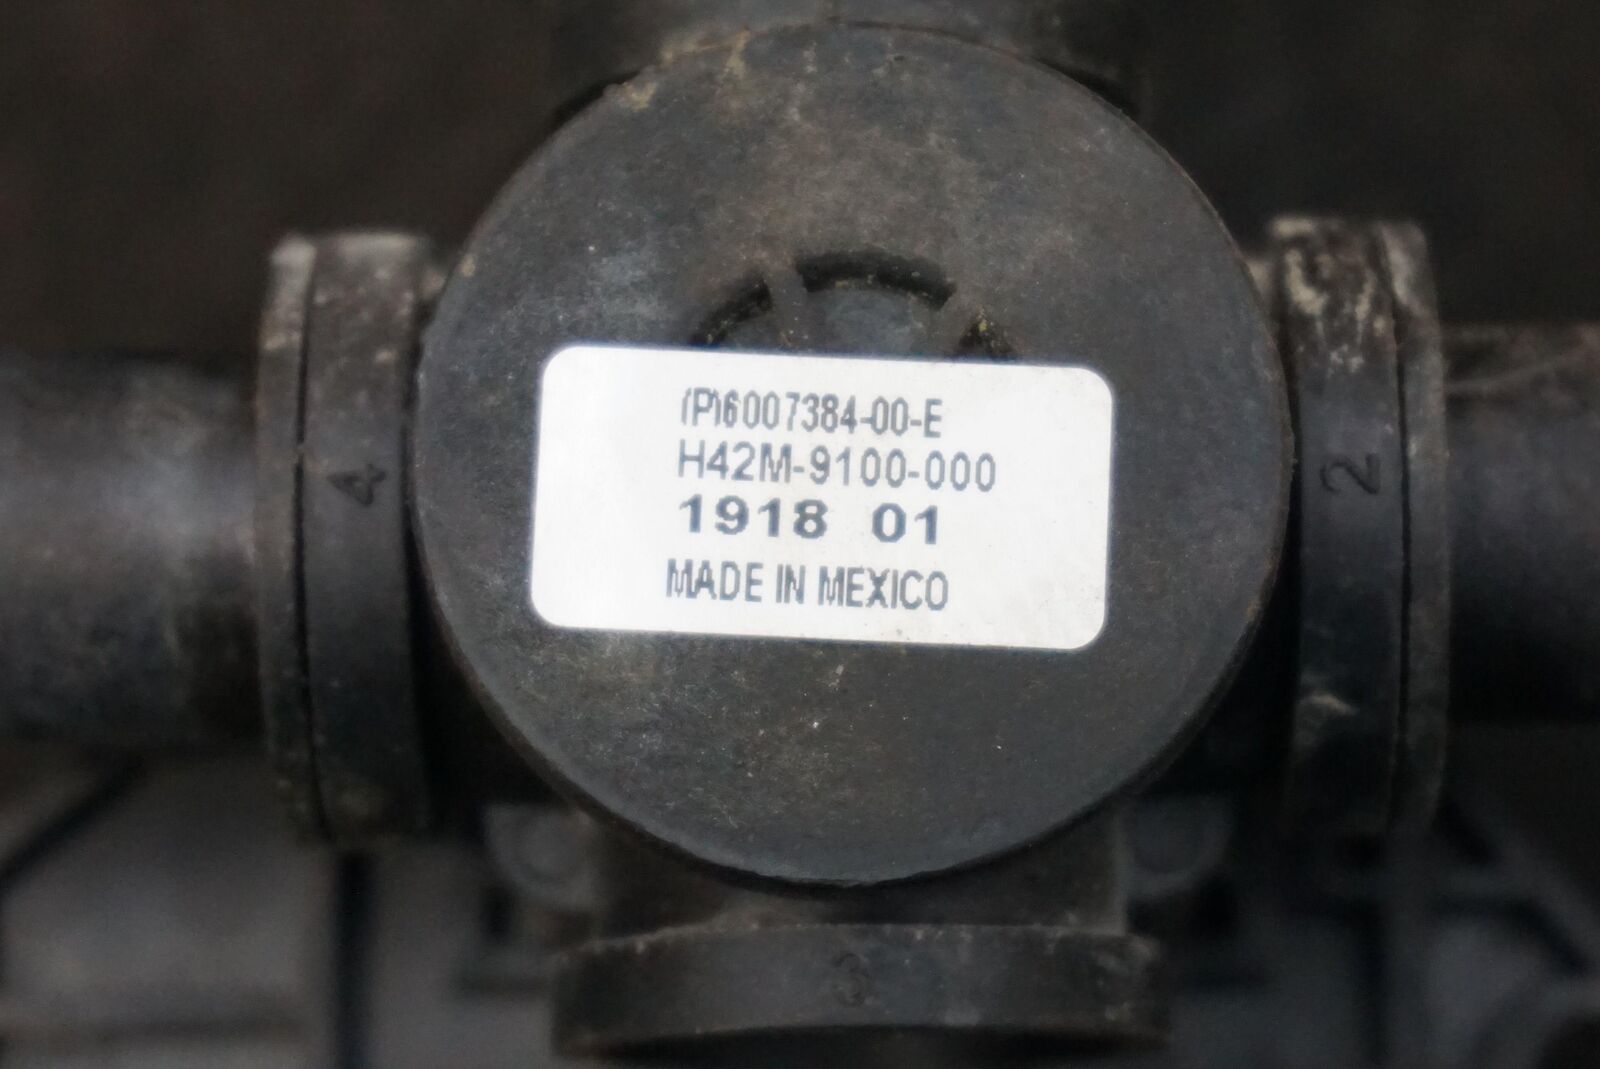 (P)6007384-00-E
H42M-9100-000
1918 01
MADE IN MEXICO
4
2
3